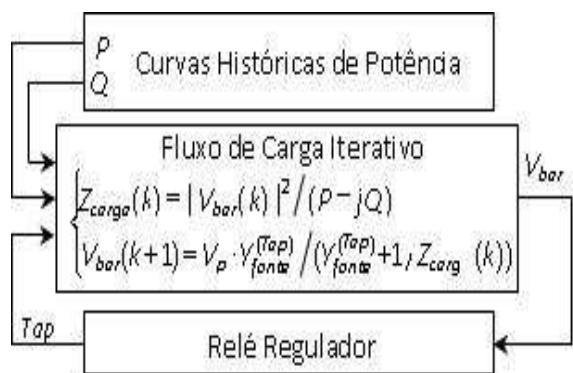 P
Q
Curvas Históricas de Potência
Fluxo de Carga Iterativo
Z_carga(k) = | V_bar(k) |²/(P−jQ)
V_bar(k+1) = V_p · Y_fonte^(Tap)/(Y_fonte^(Tap)+1/Z_carg (k))
V_bar
Tap
Relé Regulador